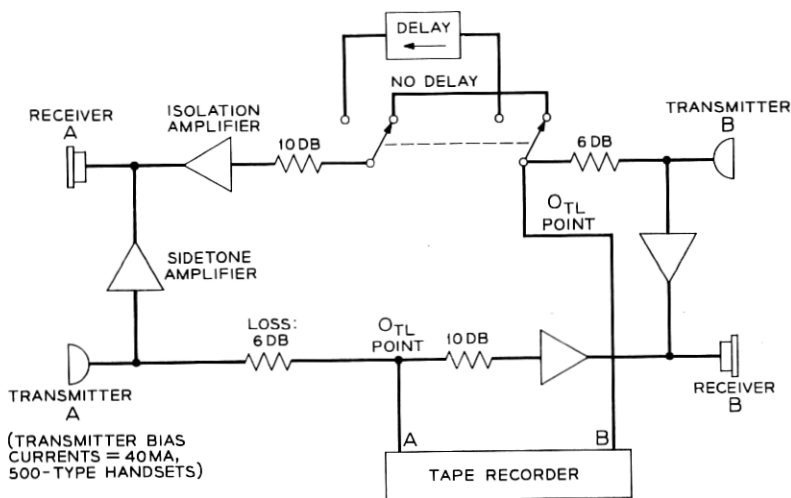 DELAY
NO DELAY
RECEIVER
A
ISOLATION
AMPLIFIER
10 DB
6 DB
TRANSMITTER
B
OTL
POINT
SIDETONE
AMPLIFIER
LOSS:
6 DB
OTL
POINT
10 DB
TRANSMITTER
A
(TRANSMITTER BIAS
CURRENTS = 40 MA,
500-TYPE HANDSETS)
RECEIVER
B
A
B
TAPE RECORDER